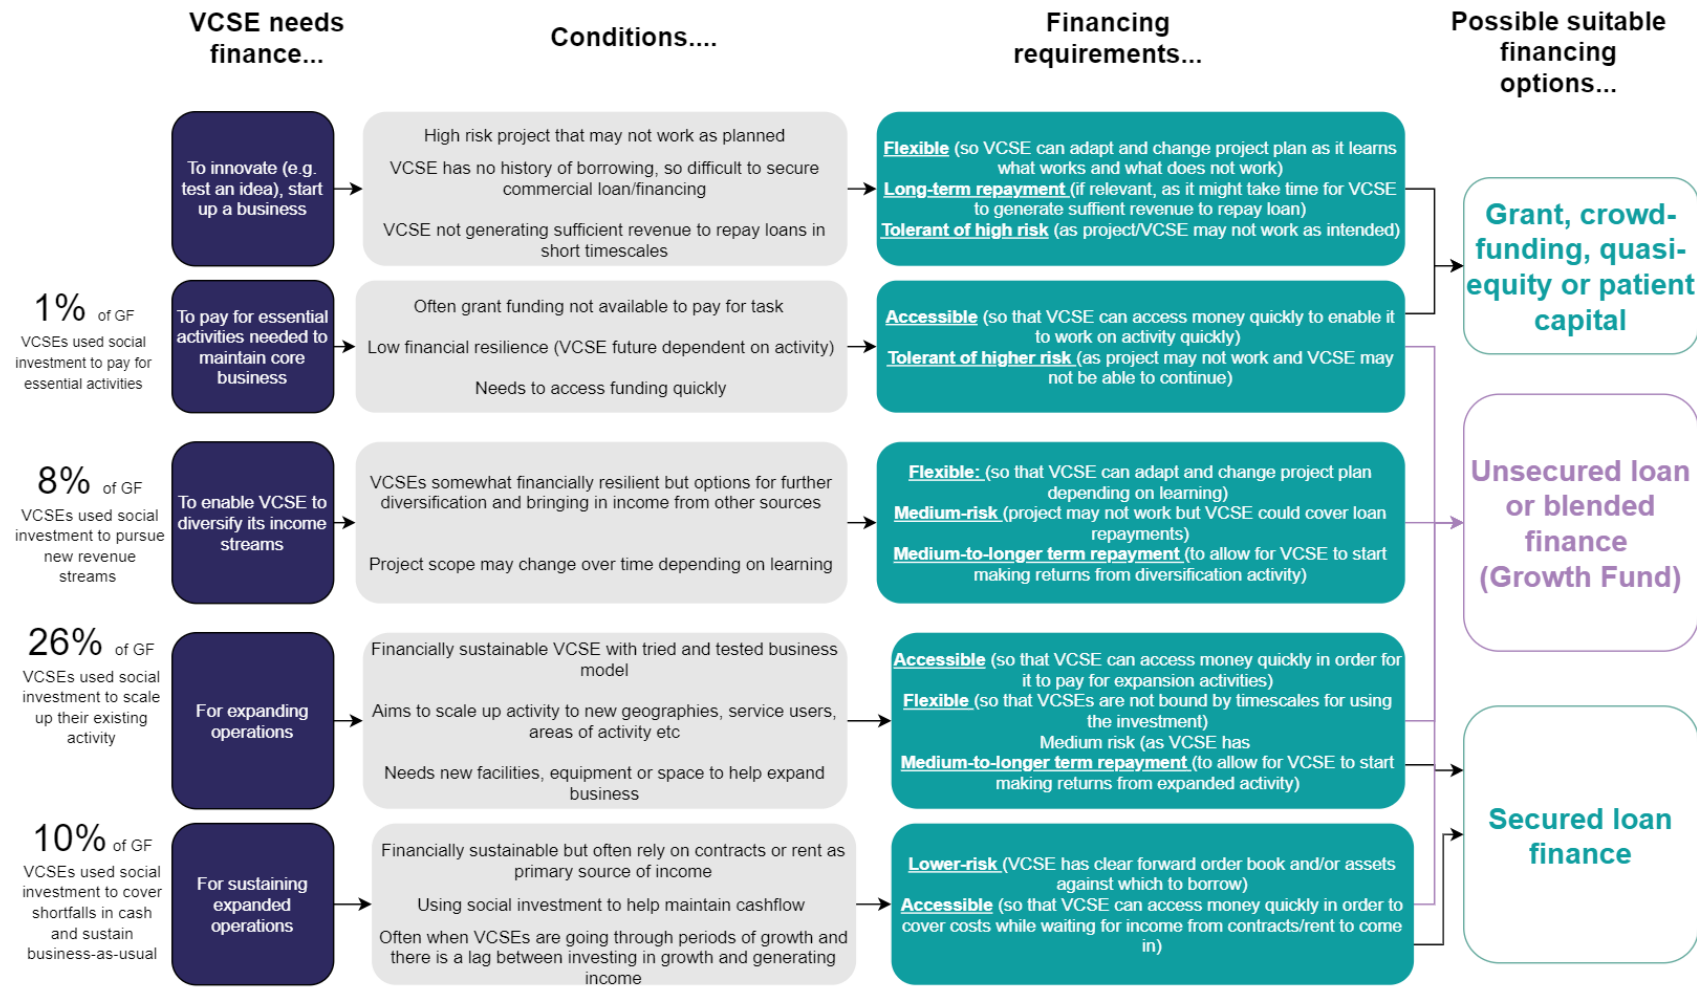 VCSE needs
finance...
Conditions....
Financing
requirements...
Possible suitable
financing
options...
To innovate (e.g.
test an idea), start
up a business
High risk project that may not work as planned
VCSE has no history of borrowing, so difficult to secure
commercial loan/financing
VCSE not generating sufficient revenue to repay loans in
short timescales
Flexible (so VCSE can adapt and change project plan as it learns
what works and what does not work)
Long-term repayment (if relevant, as it might take time for VCSE
to generate suffient revenue to repay loan)
Tolerant of high risk (as project/VCSE may not work as intended)
Grant, crowd-
funding, quasi-
equity or patient
capital
1% of GF
VCSEs used social
investment to pay for
essential activities
To pay for essential
activities needed to
maintain core
business
Often grant funding not available to pay for task
Low financial resilience (VCSE future dependent on activity)
Needs to access funding quickly
Accessible (so that VCSE can access money quickly to enable it
to work on activity quickly)
Tolerant of higher risk (as project may not work and VCSE may
not be able to continue)
8% of GF
VCSEs used social
investment to pursue
new revenue
streams
To enable VCSE to
diversify its income
streams
VCSEs somewhat financially resilient but options for further
diversification and bringing in income from other sources
Project scope may change over time depending on learning
Flexible: (so that VCSE can adapt and change project plan
depending on learning)
Medium-risk (project may not work but VCSE could cover loan
repayments)
Medium-to-longer term repayment (to allow for VCSE to start
making returns from diversification activity)
Unsecured loan
or blended
finance
(Growth Fund)
26% of GF
VCSEs used social
investment to scale
up their existing
activity
For expanding
operations
Financially sustainable VCSE with tried and tested business
model
Aims to scale up activity to new geographies, service users,
areas of activity etc
Needs new facilities, equipment or space to help expand
business
Accessible (so that VCSE can access money quickly in order for
it to pay for expansion activities)
Flexible (so that VCSEs are not bound by timescales for using
the investment)
Medium risk (as VCSE has
Medium-to-longer term repayment (to allow for VCSE to start
making returns from expanded activity)
10% of GF
VCSEs used social
investment to cover
shortfalls in cash
and sustain
business-as-usual
For sustaining
expanded
operations
Financially sustainable but often rely on contracts or rent as
primary source of income
Using social investment to help maintain cashflow
Often when VCSEs are going through periods of growth and
there is a lag between investing in growth and generating
income
Lower-risk (VCSE has clear forward order book and/or assets
against which to borrow)
Accessible (so that VCSE can access money quickly in order to
cover costs while waiting for income from contracts/rent to come
in)
Secured loan
finance